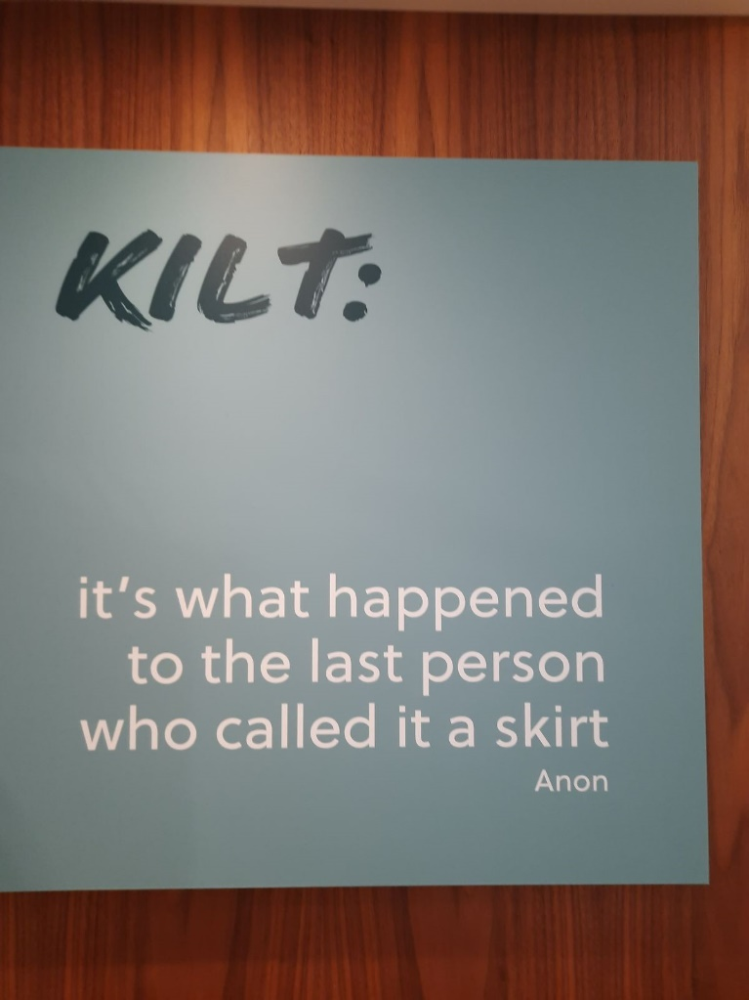 KILT:
it's what happened
to the last person
who called it a skirt
Anon